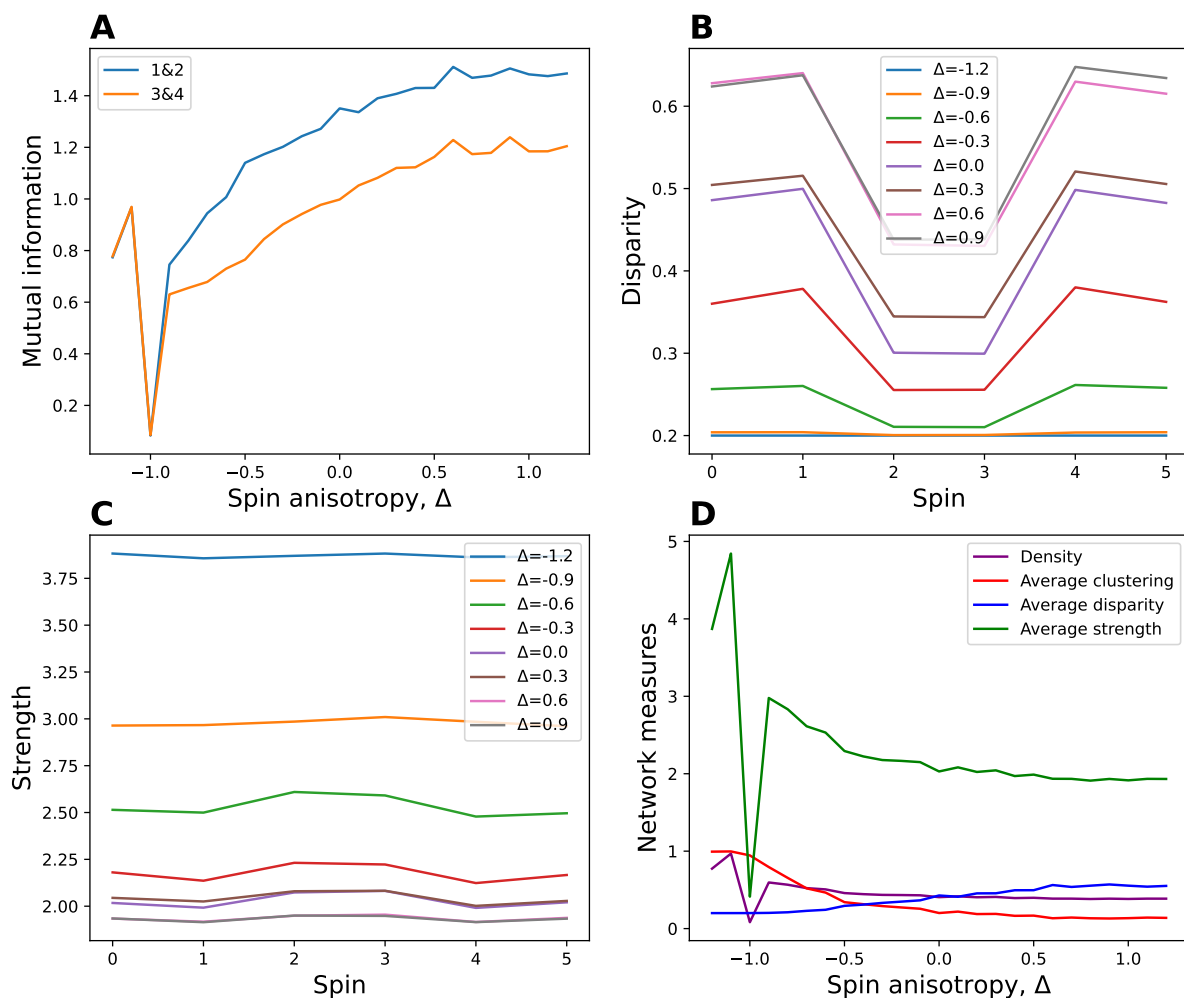 A
1&2
3&4
1.4
1.2
1.0
0.8
0.6
0.4
0.2
Mutual information
−1.0
−0.5
0.0
0.5
1.0
Spin anisotropy, Δ
B
Δ=-1.2
Δ=-0.9
Δ=-0.6
Δ=-0.3
Δ=0.0
Δ=0.3
Δ=0.6
Δ=0.9
0.6
0.5
0.4
0.3
0.2
Disparity
0
1
2
3
4
5
Spin
C
Δ=-1.2
Δ=-0.9
Δ=-0.6
Δ=-0.3
Δ=0.0
Δ=0.3
Δ=0.6
Δ=0.9
3.75
3.50
3.25
3.00
2.75
2.50
2.25
2.00
Strength
0
1
2
3
4
5
Spin
D
Density
Average clustering
Average disparity
Average strength
5
4
3
2
1
0
Network measures
−1.0
−0.5
0.0
0.5
1.0
Spin anisotropy, Δ